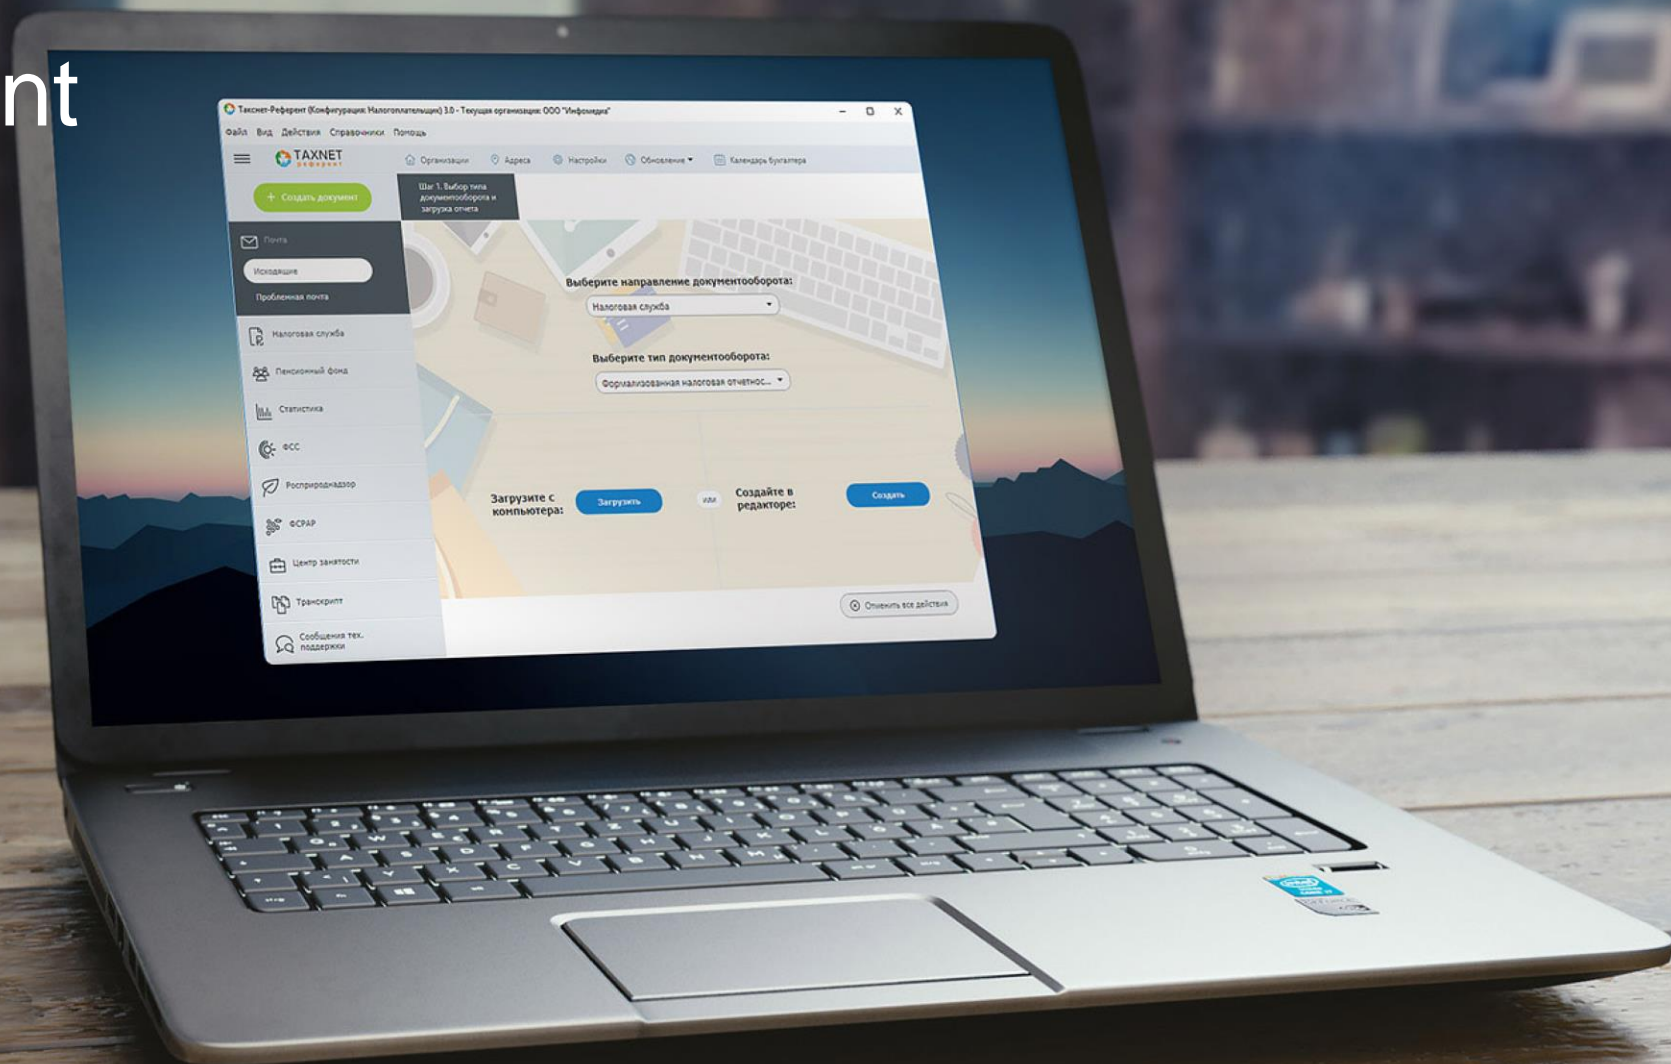 nt
Такснет-Референт (Конфигурация: Налогоплательщик) 3.0 - Текущая организация: ООО "Инфомедиа"
Файл Вид Действия Справочники Помощь
TAXNET
референт
Организации Адреса Настройки Обновление Календарь бухгалтера
+ Создать документ
Шаг 1. Выбор типа
документооборота и
загрузка отчета
Почта
Исходящие
Проблемная почта
Налоговая служба
Пенсионный фонд
Статистика
ФСС
Росприроднадзор
ФСРАР
Центр занятости
Транскрипт
Сообщения тех.
поддержки
Выберите направление документооборота:
Налоговая служба
Выберите тип документооборота:
Формализованная налоговая отчетнос...
Загрузите с
компьютера:
Загрузить
или
Создайте в
редакторе:
Создать
Отменить все действия